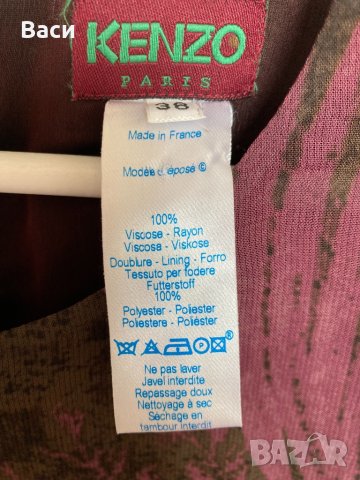 Васи
KENZO
PARIS
38
Made in France
Modèle déposé ©
100%
Viscose - Rayon
Viscosa - Viskose
Doublure - Lining - Forro
Tessuto per fodere
Futterstoff
100%
Polyester - Poliester
Poliestere - Poliéster
P
Ne pas laver
Javel interdite
Repassage doux
Nettoyage à sec
Séchage en
tambour interdit
BAZAR